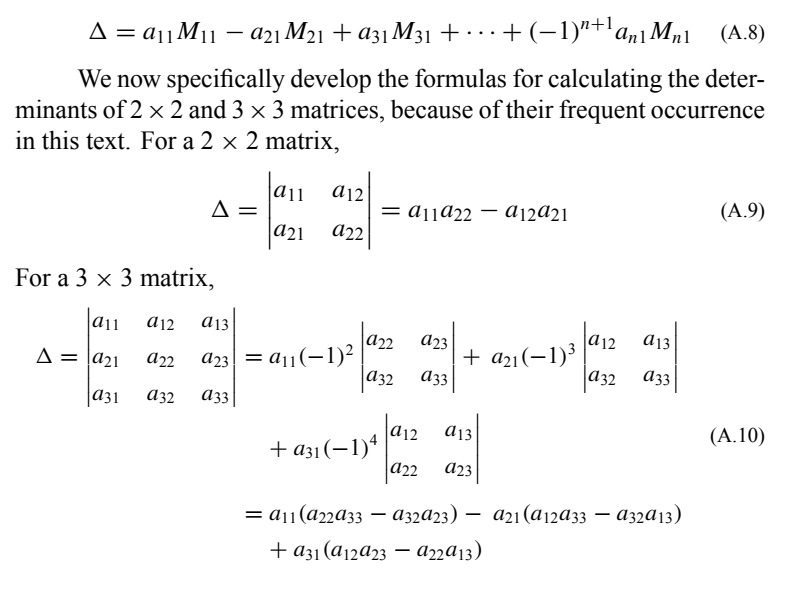 Δ = a₁₁M₁₁ − a₂₁M₂₁ + a₃₁M₃₁ + · · · + (−1)ⁿ⁺¹aₙ₁Mₙ₁ (A.8)
We now specifically develop the formulas for calculating the deter-
minants of 2 × 2 and 3 × 3 matrices, because of their frequent occurrence
in this text. For a 2 × 2 matrix,
Δ = |a₁₁ a₁₂; a₂₁ a₂₂| = a₁₁a₂₂ − a₁₂a₂₁ (A.9)
For a 3 × 3 matrix,
Δ = |a₁₁ a₁₂ a₁₃; a₂₁ a₂₂ a₂₃; a₃₁ a₃₂ a₃₃| = a₁₁(−1)² |a₂₂ a₂₃; a₃₂ a₃₃| + a₂₁(−1)³ |a₁₂ a₁₃; a₃₂ a₃₃|
+ a₃₁(−1)⁴ |a₁₂ a₁₃; a₂₂ a₂₃| (A.10)
= a₁₁(a₂₂a₃₃ − a₃₂a₂₃) − a₂₁(a₁₂a₃₃ − a₃₂a₁₃)
+ a₃₁(a₁₂a₂₃ − a₂₂a₁₃)